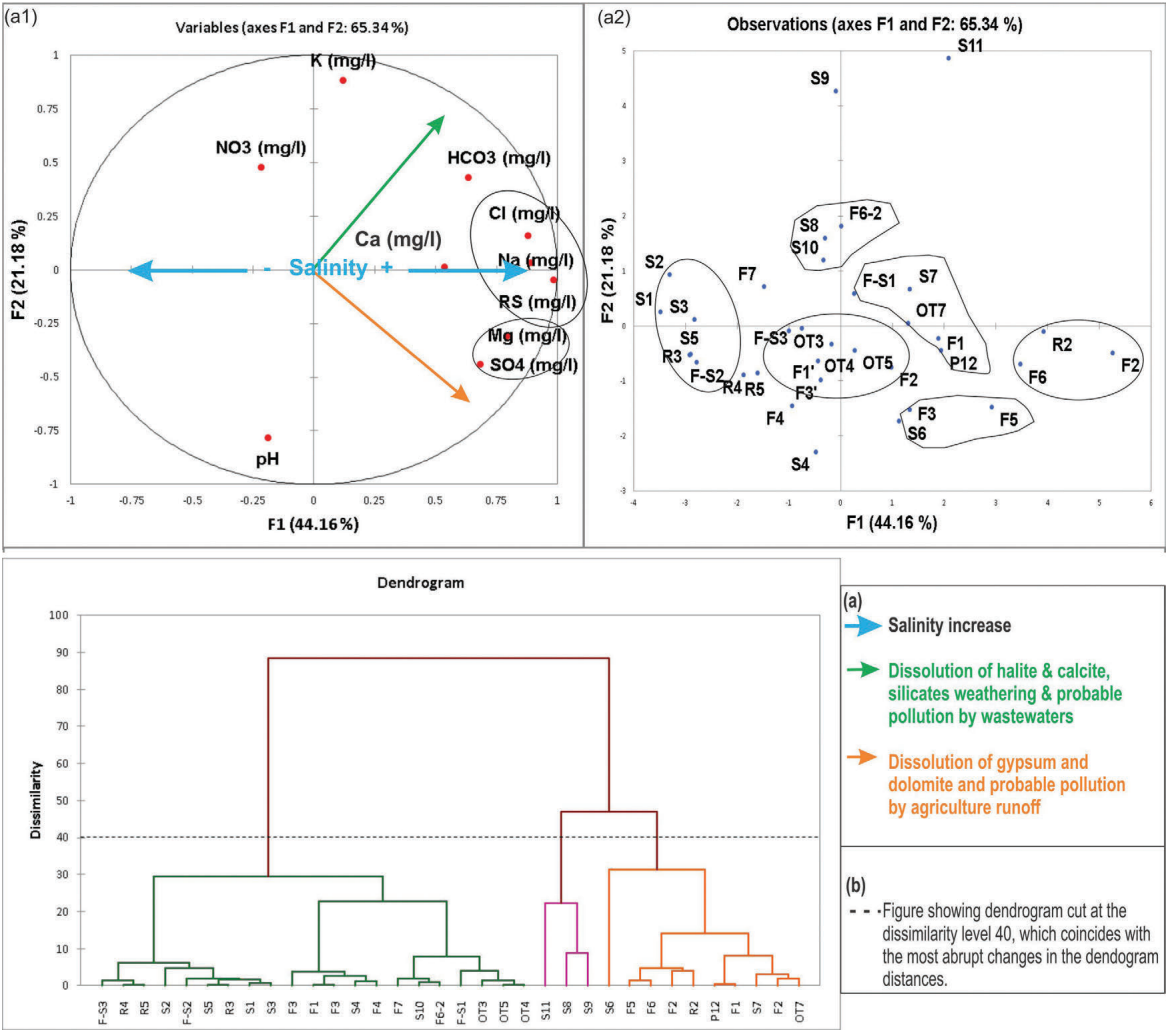 (a1)
Variables (axes F1 and F2: 65.34 %)
1
K (mg/l)
0.75
NO3 (mg/l)
0.5
HCO3 (mg/l)
0.25
Cl (mg/l)
Ca (mg/l)
F2 (21.18 %)
0
- Salinity +
Na (mg/l)
RS (mg/l)
-0.25
Mg (mg/l)
SO4 (mg/l)
-0.5
-0.75
pH
-1
-1 -0.75 -0.5 -0.25 0 0.25 0.5 0.75 1
F1 (44.16 %)
(a2)
Observations (axes F1 and F2: 65.34 %)
5
S11
S9
4
3
2
S8 F6-2
S10
1
S2 F7 F-S1 S7
S1 S3 OT7
F2 (21.18 %)
0
S5 F-S3 OT3 F1 R2
R3 F-S2 F1' OT4 OT5 P12 F2
-1
R4 R5 F3' F2 F6
F4 F3 F5
S6
-2
S4
-3
-4 -3 -2 -1 0 1 2 3 4 5 6
F1 (44.16 %)
Dendrogram
100
90
80
70
60
50
40
30
20
10
0
Dissimilarity
F-S3 R4 R5 S2 F-S2 S5 R3 S1 S3 F3 F1 F3 S4 F4 F7 S10 F6-2 F-S1 OT3 OT5 OT4 S11 S8 S9 S6 F5 F6 F2 R2 P12 F1 S7 F2 OT7
(a)
Salinity increase
Dissolution of halite & calcite,
silicates weathering & probable
pollution by wastewaters
Dissolution of gypsum and
dolomite and probable pollution
by agriculture runoff
(b)
Figure showing dendrogram cut at the
dissimilarity level 40, which coincides with
the most abrupt changes in the dendogram
distances.